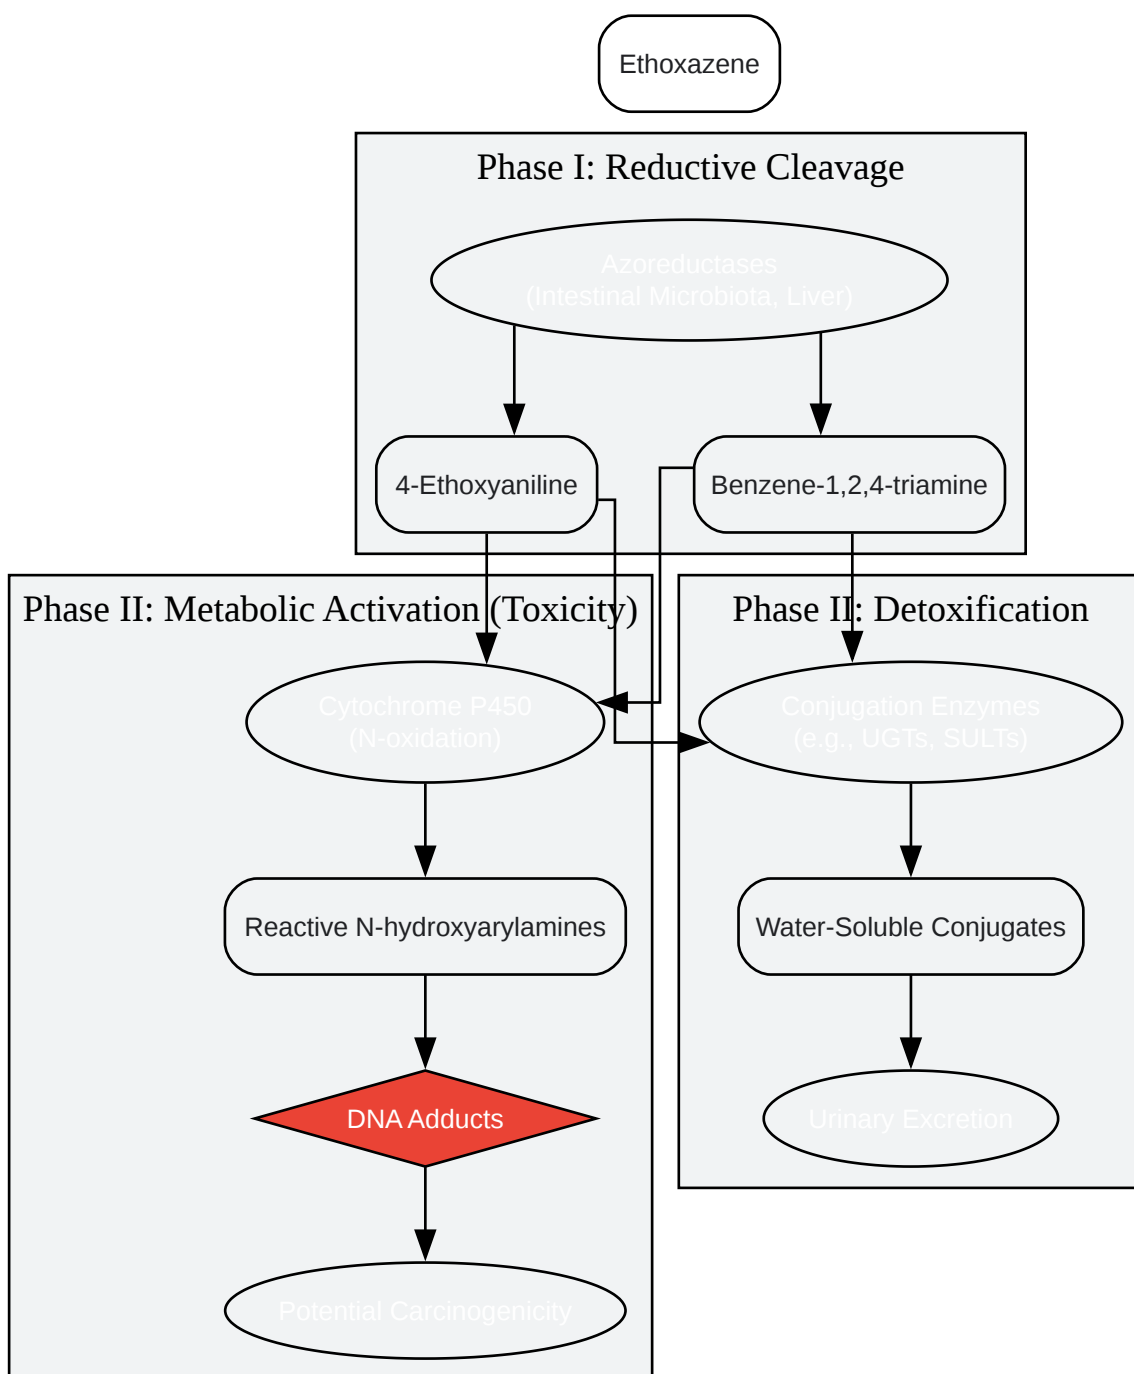 Ethoxazene
Phase I: Reductive Cleavage
Azoreductases
(Intestinal Microbiota, Liver)
4-Ethoxyaniline
Benzene-1,2,4-triamine
Phase II: Metabolic Activation (Toxicity)
Phase II: Detoxification
Cytochrome P450
(N-oxidation)
Conjugation Enzymes
(e.g., UGTs, SULTs)
Reactive N-hydroxyarylamines
Water-Soluble Conjugates
DNA Adducts
Urinary Excretion
Potential Carcinogenicity